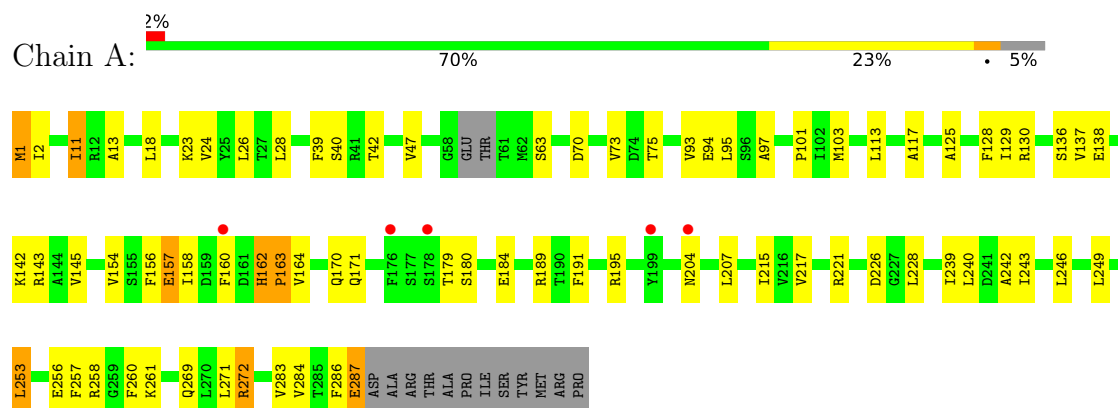 2%
Chain A:
70% 23% • 5%
M1 I2 I11 R12 A13 L18 K23 V24 Y25 L26 T27 L28 F39 S40 R41 T42 V47 G58 GLU THR T61 M62 S63 D70 V73 D74 T75 V93 E94 L95 S96 A97 P101 I102 M103 L113 A117 A125 F128 I129 R130 S136 V137 E138
K142 R143 A144 V145 V154 S155 F156 E157 I158 D159 F160 D161 H162 P163 V164 Q170 Q171 F176 S177 S178 T179 S180 E184 R189 T190 F191 R195 Y199 N204 L207 I215 V216 V217 R221 D226 G227 L228 I239 L240 D241 A242 I243 L246 L249
L253 E256 F257 R258 G259 F260 K261 Q269 L270 L271 R272 V283 V284 T285 F286 E287 ASP ALA ARG THR ALA PRO ILE SER TYR MET ARG PRO